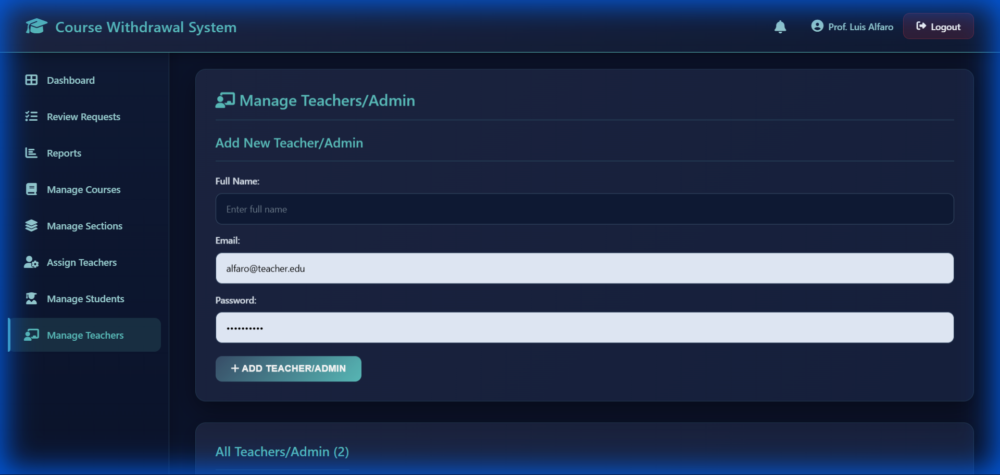 Course Withdrawal System
Prof. Luis Alfaro
Logout
Dashboard
Review Requests
Reports
Manage Courses
Manage Sections
Assign Teachers
Manage Students
Manage Teachers
Manage Teachers/Admin
Add New Teacher/Admin
Full Name:
Enter full name
Email:
alfaro@teacher.edu
Password:
••••••••••
+ ADD TEACHER/ADMIN
All Teachers/Admin (2)